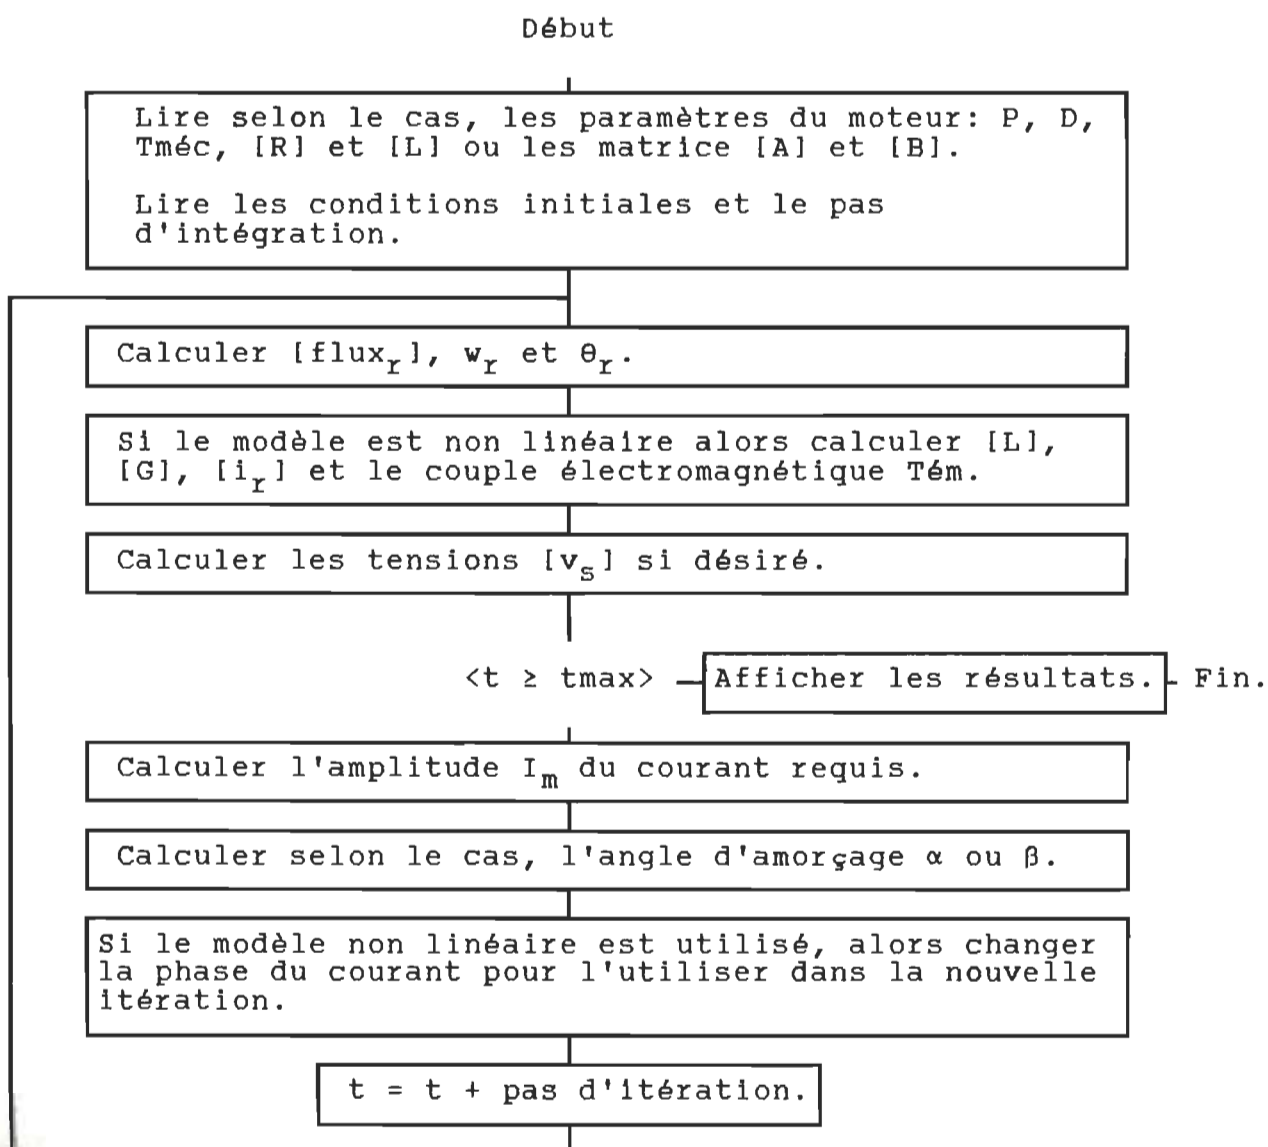 Début
Lire selon le cas, les paramètres du moteur: P, D,
Tméc, [R] et [L] ou les matrice [A] et [B].
Lire les conditions initiales et le pas
d'intégration.
Calculer [flux_r], w_r et θ_r.
Si le modèle est non linéaire alors calculer [L],
[G], [i_r] et le couple électromagnétique Tém.
Calculer les tensions [v_s] si désiré.
<t ≥ tmax> Afficher les résultats. Fin.
Calculer l'amplitude I_m du courant requis.
Calculer selon le cas, l'angle d'amorçage α ou β.
Si le modèle non linéaire est utilisé, alors changer
la phase du courant pour l'utiliser dans la nouvelle
itération.
t = t + pas d'itération.